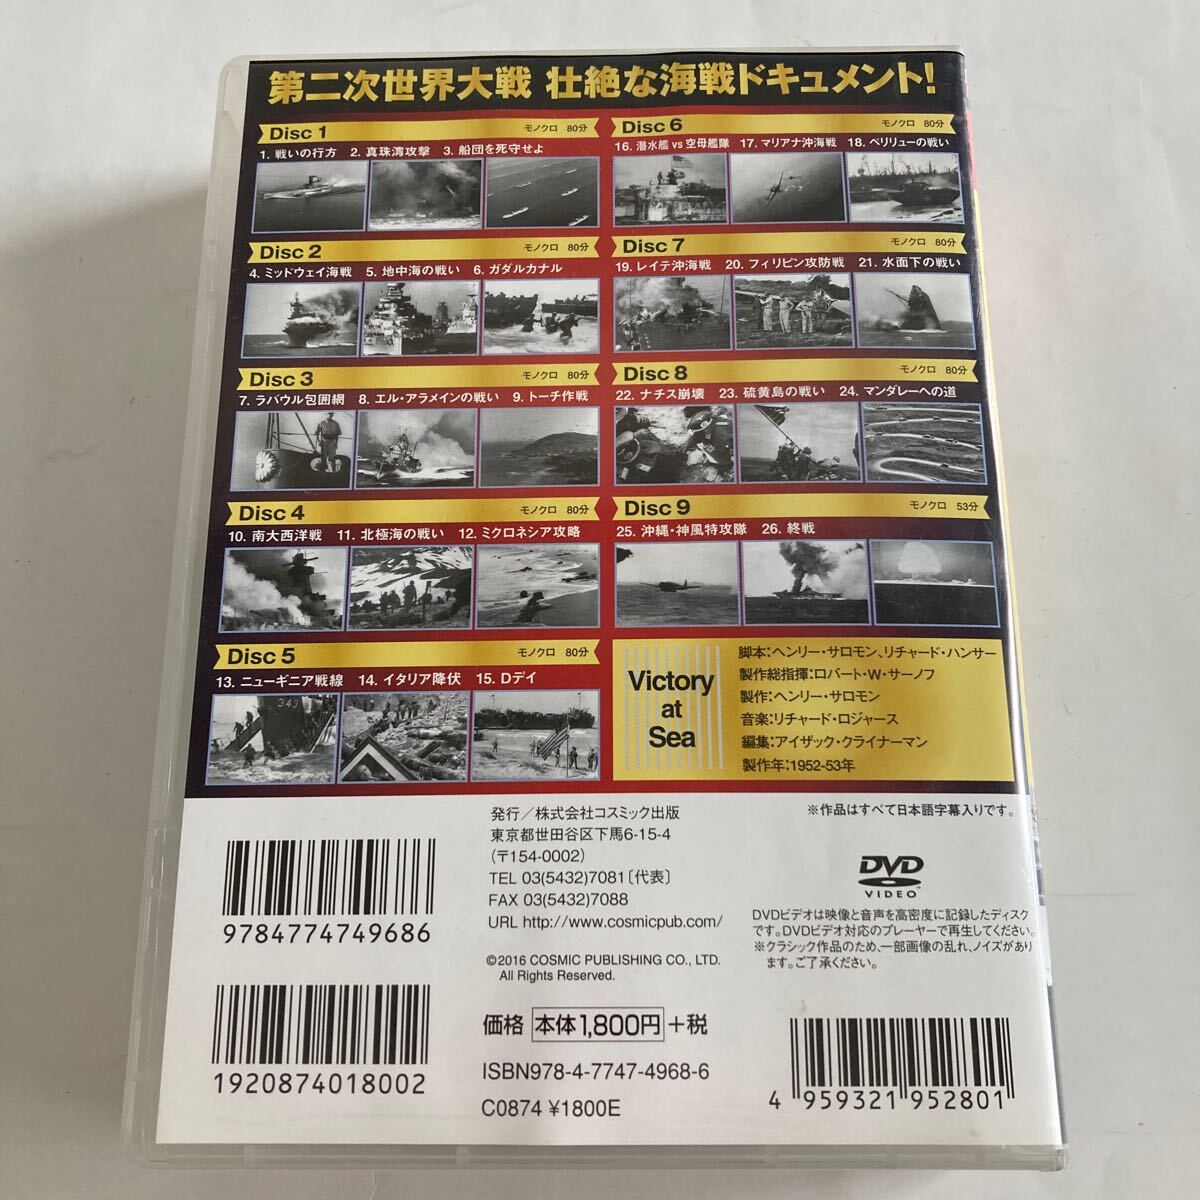 第二次世界大戦 壮絶な海戦ドキュメント!
Disc 1 モノクロ 80分
1. 戦いの行方 2. 真珠湾攻撃 3. 船団を死守せよ
Disc 2 モノクロ 80分
4. ミッドウェイ海戦 5. 地中海の戦い 6. ガダルカナル
Disc 3 モノクロ 80分
7. ラバウル包囲網 8. エル・アラメインの戦い 9. トーチ作戦
Disc 4 モノクロ 80分
10. 南大西洋戦 11. 北極海の戦い 12. ミクロネシア攻略
Disc 5 モノクロ 80分
13. ニューギニア戦線 14. イタリア降伏 15. Dデイ
343
Disc 6 モノクロ 80分
16. 潜水艦 vs 空母艦隊 17. マリアナ沖海戦 18. ペリリューの戦い
Disc 7 モノクロ 80分
19. レイテ沖海戦 20. フィリピン攻防戦 21. 水面下の戦い
Disc 8 モノクロ 80分
22. ナチス崩壊 23. 硫黄島の戦い 24. マンダレーへの道
Disc 9 モノクロ 53分
25. 沖縄・神風特攻隊 26. 終戦
Victory
at
Sea
脚本:ヘンリー・サロモン、リチャード・ハンサー
製作総指揮:ロバート・W・サーノフ
製作:ヘンリー・サロモン
音楽:リチャード・ロジャース
編集:アイザック・クライナーマン
製作年:1952-53年
発行/株式会社コスミック出版
東京都世田谷区下馬6-15-4
(〒154-0002)
TEL 03(5432)7081〔代表〕
FAX 03(5432)7088
URL http://www.cosmicpub.com/
©2016 COSMIC PUBLISHING CO., LTD.
All Rights Reserved.
価格 本体1,800円 +税
ISBN978-4-7747-4968-6
C0874 ¥1800E
9784774749686
1920874018002
※作品はすべて日本語字幕入りです。
DVD
VIDEO
DVDビデオは映像と音声を高密度に記録したディスク
です。DVDビデオ対応のプレーヤーで再生してください。
※クラシック作品のため、一部画像の乱れ、ノイズがあり
ます。ご了承ください。
4 959321 952801